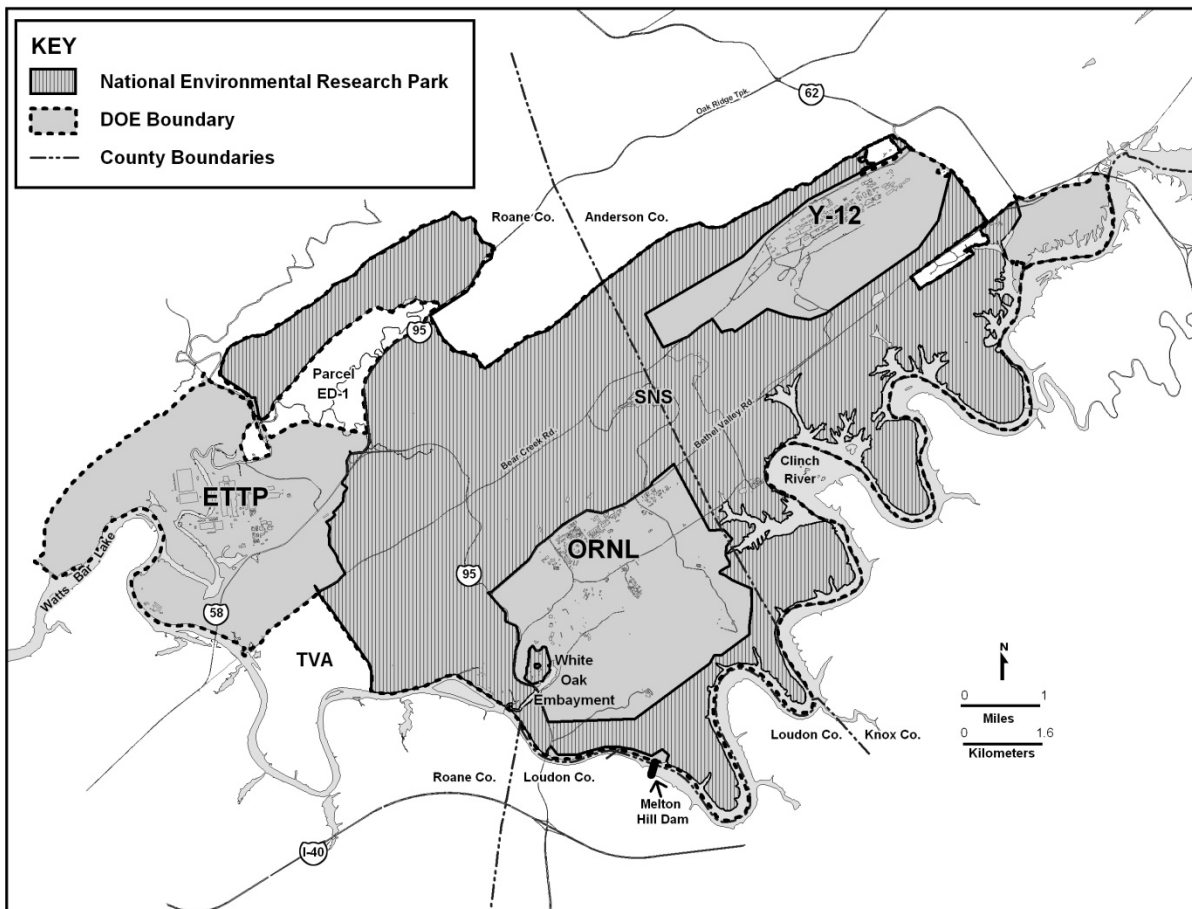 KEY
National Environmental Research Park
DOE Boundary
County Boundaries
62
Oak Ridge Tpk.
Roane Co.
Anderson Co.
Y-12
95
Parcel
ED-1
SNS
Bear Creek Rd.
Bethel Valley Rd.
Clinch
River
ETTP
ORNL
95
Watts Bar Lake
58
TVA
White
Oak
Embayment
N
0 1
Miles
0 1.6
Kilometers
Loudon Co.
Knox Co.
Roane Co.
Loudon Co.
Melton
Hill Dam
I-40